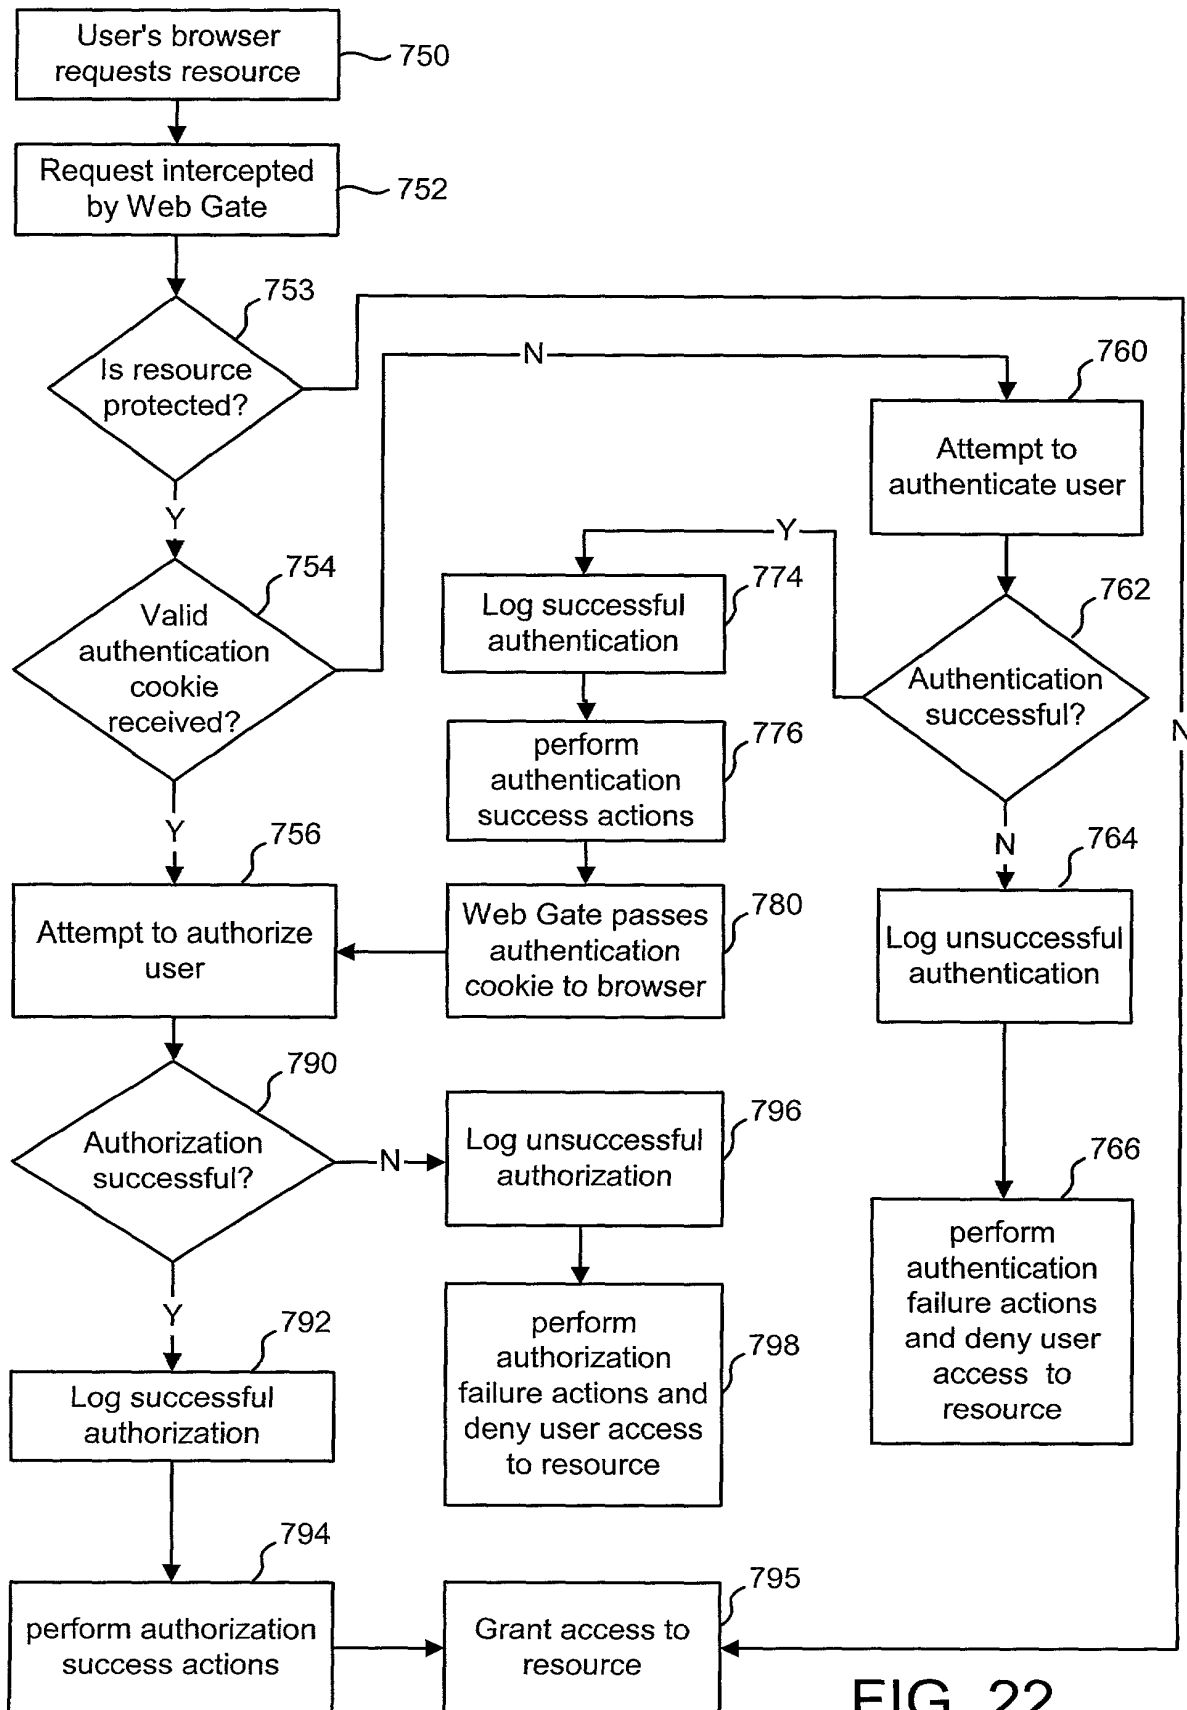 User's browser
requests resource
750
Request intercepted
by Web Gate
752
753
Is resource
protected?
N
760
Attempt to
authenticate user
Y
Y
754
Valid
authentication
cookie
received?
774
Log successful
authentication
762
Authentication
successful?
N
776
perform
authentication
success actions
Y
756
Attempt to authorize
user
780
Web Gate passes
authentication
cookie to browser
N
764
Log unsuccessful
authentication
790
Authorization
successful?
N
796
Log unsuccessful
authorization
766
perform
authentication
failure actions
and deny user
access to
resource
Y
792
Log successful
authorization
798
perform
authorization
failure actions and
deny user access
to resource
794
perform authorization
success actions
795
Grant access to
resource
FIG. 22